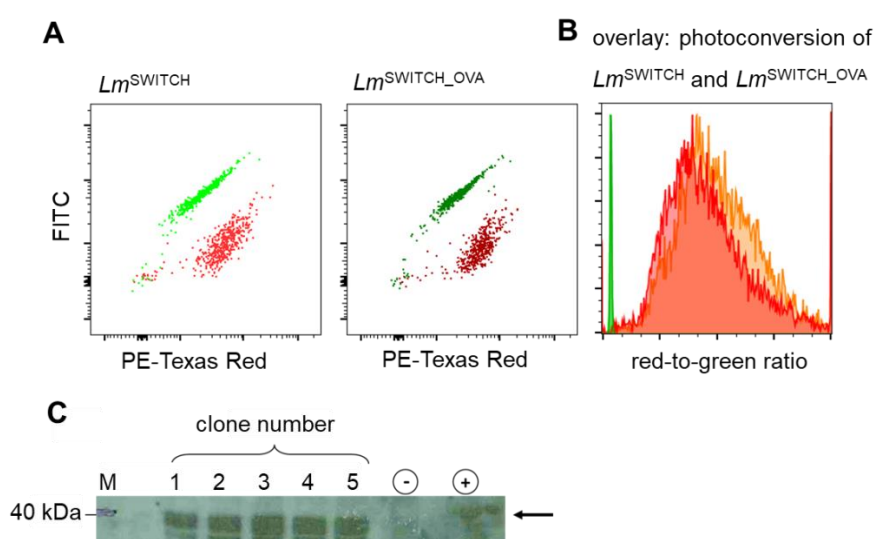 A
Lm^SWITCH
Lm^SWITCH_OVA
FITC
PE-Texas Red
PE-Texas Red
B overlay: photoconversion of
Lm^SWITCH and Lm^SWITCH_OVA
red-to-green ratio
C
clone number
M 1 2 3 4 5 - +
40 kDa